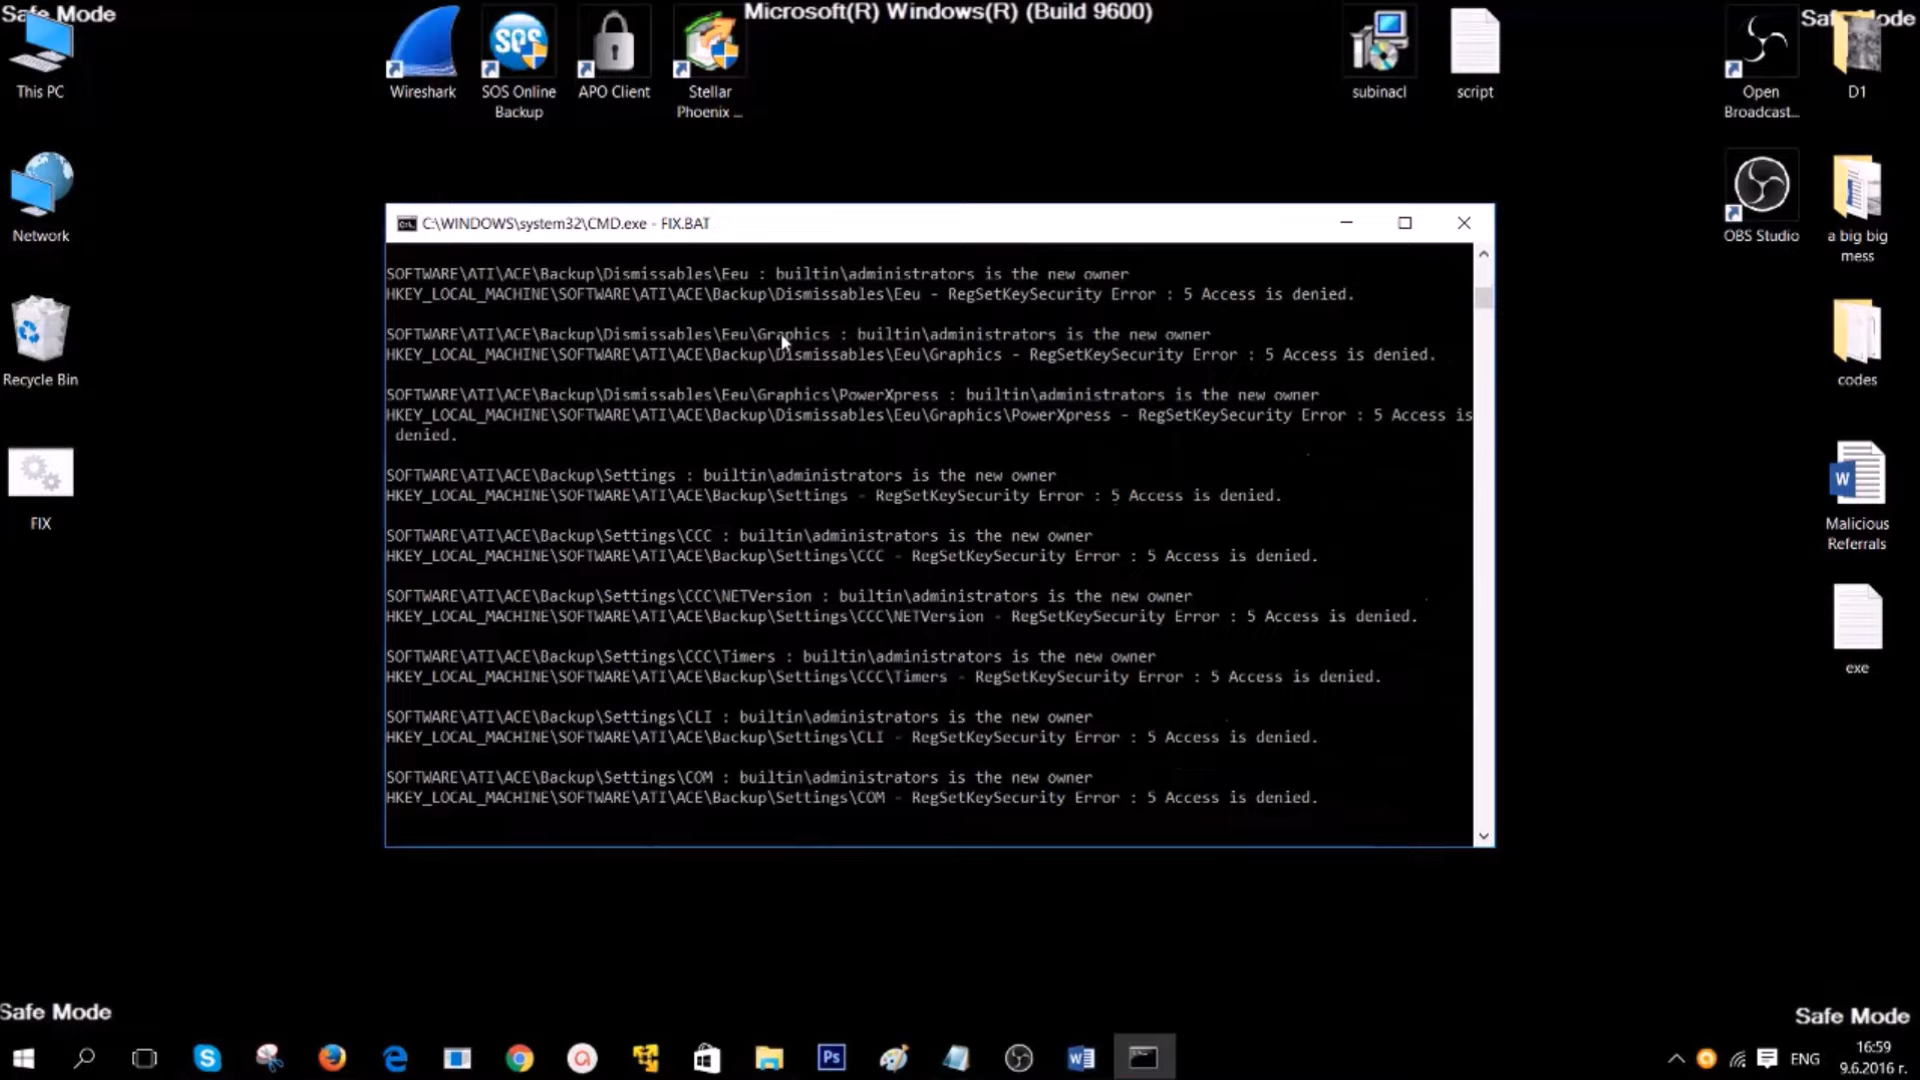 Safe Mode
Microsoft(R) Windows(R) (Build 9600)
Safe Mode
This PC
Wireshark
SOS Online
Backup
APO Client
Stellar
Phoenix ...
subinacl
script
Open
Broadcast...
D1
Network
OBS Studio
a big big
mess
Recycle Bin
codes
FIX
Malicious
Referrals
exe
C:\WINDOWS\system32\CMD.exe - FIX.BAT
SOFTWARE\ATI\ACE\Backup\Dismissables\Eeu : builtin\administrators is the new owner
HKEY_LOCAL_MACHINE\SOFTWARE\ATI\ACE\Backup\Dismissables\Eeu - RegSetKeySecurity Error : 5 Access is denied.
SOFTWARE\ATI\ACE\Backup\Dismissables\Eeu\Graphics : builtin\administrators is the new owner
HKEY_LOCAL_MACHINE\SOFTWARE\ATI\ACE\Backup\Dismissables\Eeu\Graphics - RegSetKeySecurity Error : 5 Access is denied.
SOFTWARE\ATI\ACE\Backup\Dismissables\Eeu\Graphics\PowerXpress : builtin\administrators is the new owner
HKEY_LOCAL_MACHINE\SOFTWARE\ATI\ACE\Backup\Dismissables\Eeu\Graphics\PowerXpress - RegSetKeySecurity Error : 5 Access is
denied.
SOFTWARE\ATI\ACE\Backup\Settings : builtin\administrators is the new owner
HKEY_LOCAL_MACHINE\SOFTWARE\ATI\ACE\Backup\Settings - RegSetKeySecurity Error : 5 Access is denied.
SOFTWARE\ATI\ACE\Backup\Settings\CCC : builtin\administrators is the new owner
HKEY_LOCAL_MACHINE\SOFTWARE\ATI\ACE\Backup\Settings\CCC - RegSetKeySecurity Error : 5 Access is denied.
SOFTWARE\ATI\ACE\Backup\Settings\CCC\NETVersion : builtin\administrators is the new owner
HKEY_LOCAL_MACHINE\SOFTWARE\ATI\ACE\Backup\Settings\CCC\NETVersion - RegSetKeySecurity Error : 5 Access is denied.
SOFTWARE\ATI\ACE\Backup\Settings\CCC\Timers : builtin\administrators is the new owner
HKEY_LOCAL_MACHINE\SOFTWARE\ATI\ACE\Backup\Settings\CCC\Timers - RegSetKeySecurity Error : 5 Access is denied.
SOFTWARE\ATI\ACE\Backup\Settings\CLI : builtin\administrators is the new owner
HKEY_LOCAL_MACHINE\SOFTWARE\ATI\ACE\Backup\Settings\CLI - RegSetKeySecurity Error : 5 Access is denied.
SOFTWARE\ATI\ACE\Backup\Settings\COM : builtin\administrators is the new owner
HKEY_LOCAL_MACHINE\SOFTWARE\ATI\ACE\Backup\Settings\COM - RegSetKeySecurity Error : 5 Access is denied.
Safe Mode
Safe Mode
ENG
16:59
9.6.2016 г.